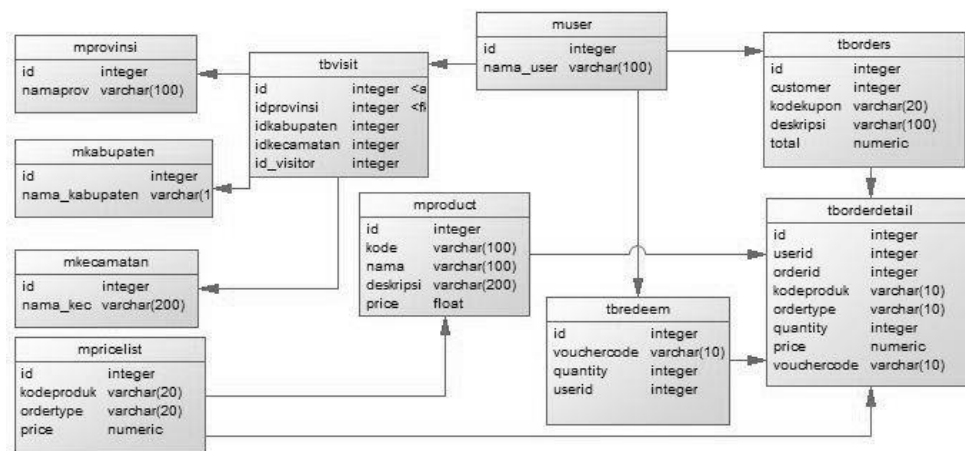 mprovinsi
id integer
namaprov varchar(100)
mkabupaten
id integer
nama_kabupaten varchar(1
mkecamatan
id integer
nama_kec varchar(200)
mpricelist
id integer
kodeproduk varchar(20)
ordertype varchar(20)
price numeric
tbvisit
id integer <a
idprovinsi integer <fi
idkabupaten integer
idkecamatan integer
id_visitor integer
mproduct
id integer
kode varchar(100)
nama varchar(100)
deskripsi varchar(200)
price float
muser
id integer
nama_user varchar(100)
tbredeem
id integer
vouchercode varchar(10)
quantity integer
userid integer
tborders
id integer
customer integer
kodekupon varchar(20)
deskripsi varchar(100)
total numeric
tborderdetail
id integer
userid integer
orderid integer
kodeproduk varchar(10)
ordertype varchar(10)
quantity integer
price numeric
vouchercode varchar(10)